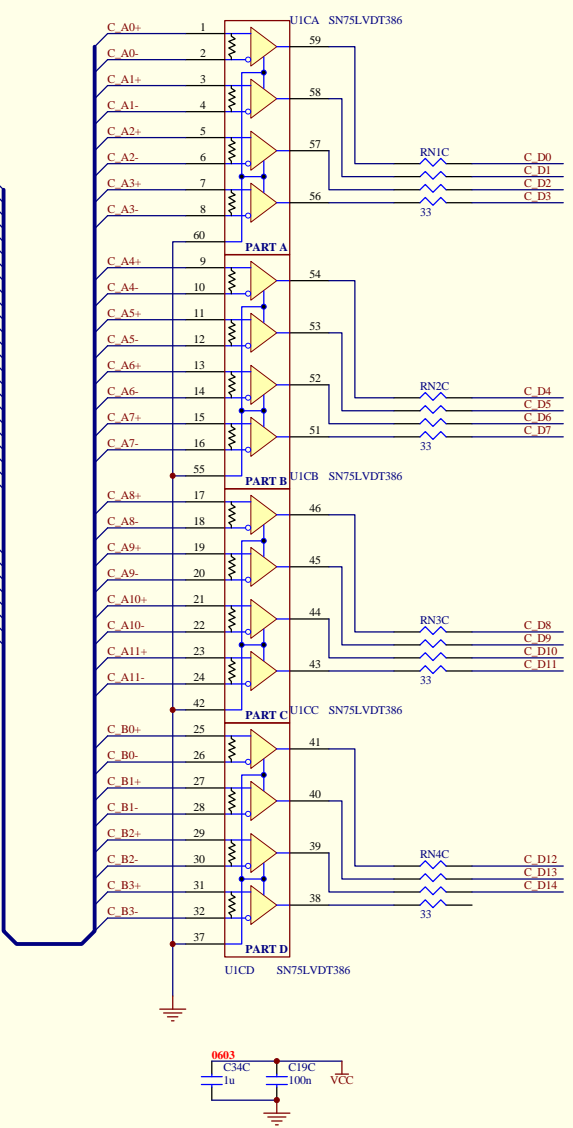 U1CA SN75LVDT386
C_A0+ 1 59
C_A0- 2
C_A1+ 3 58
C_A1- 4
C_A2+ 5 57 RN1C
C_A2- 6 C_D0
C_D1
C_A3+ 7 C_D2
56 C_D3
C_A3- 8 33
60 PART A
C_A4+ 9 54
C_A4- 10
C_A5+ 11 53
C_A5- 12
C_A6+ 13 52 RN2C
C_A6- 14 C_D4
C_D5
C_A7+ 15 C_D6
51 C_D7
C_A7- 16 33
55 PART B U1CB SN75LVDT386
C_A8+ 17 46
C_A8- 18
C_A9+ 19 45
C_A9- 20
C_A10+ 21 44 RN3C
C_A10- 22 C_D8
C_D9
C_A11+ 23 C_D10
43 C_D11
C_A11- 24 33
42 PART C U1CC SN75LVDT386
C_B0+ 25 41
C_B0- 26
C_B1+ 27 40
C_B1- 28
C_B2+ 29 39 RN4C
C_B2- 30 C_D12
C_D13
C_B3+ 31 C_D14
38
C_B3- 32 33
37 PART D
U1CD SN75LVDT386
0603
C34C C19C
1u 100n VCC